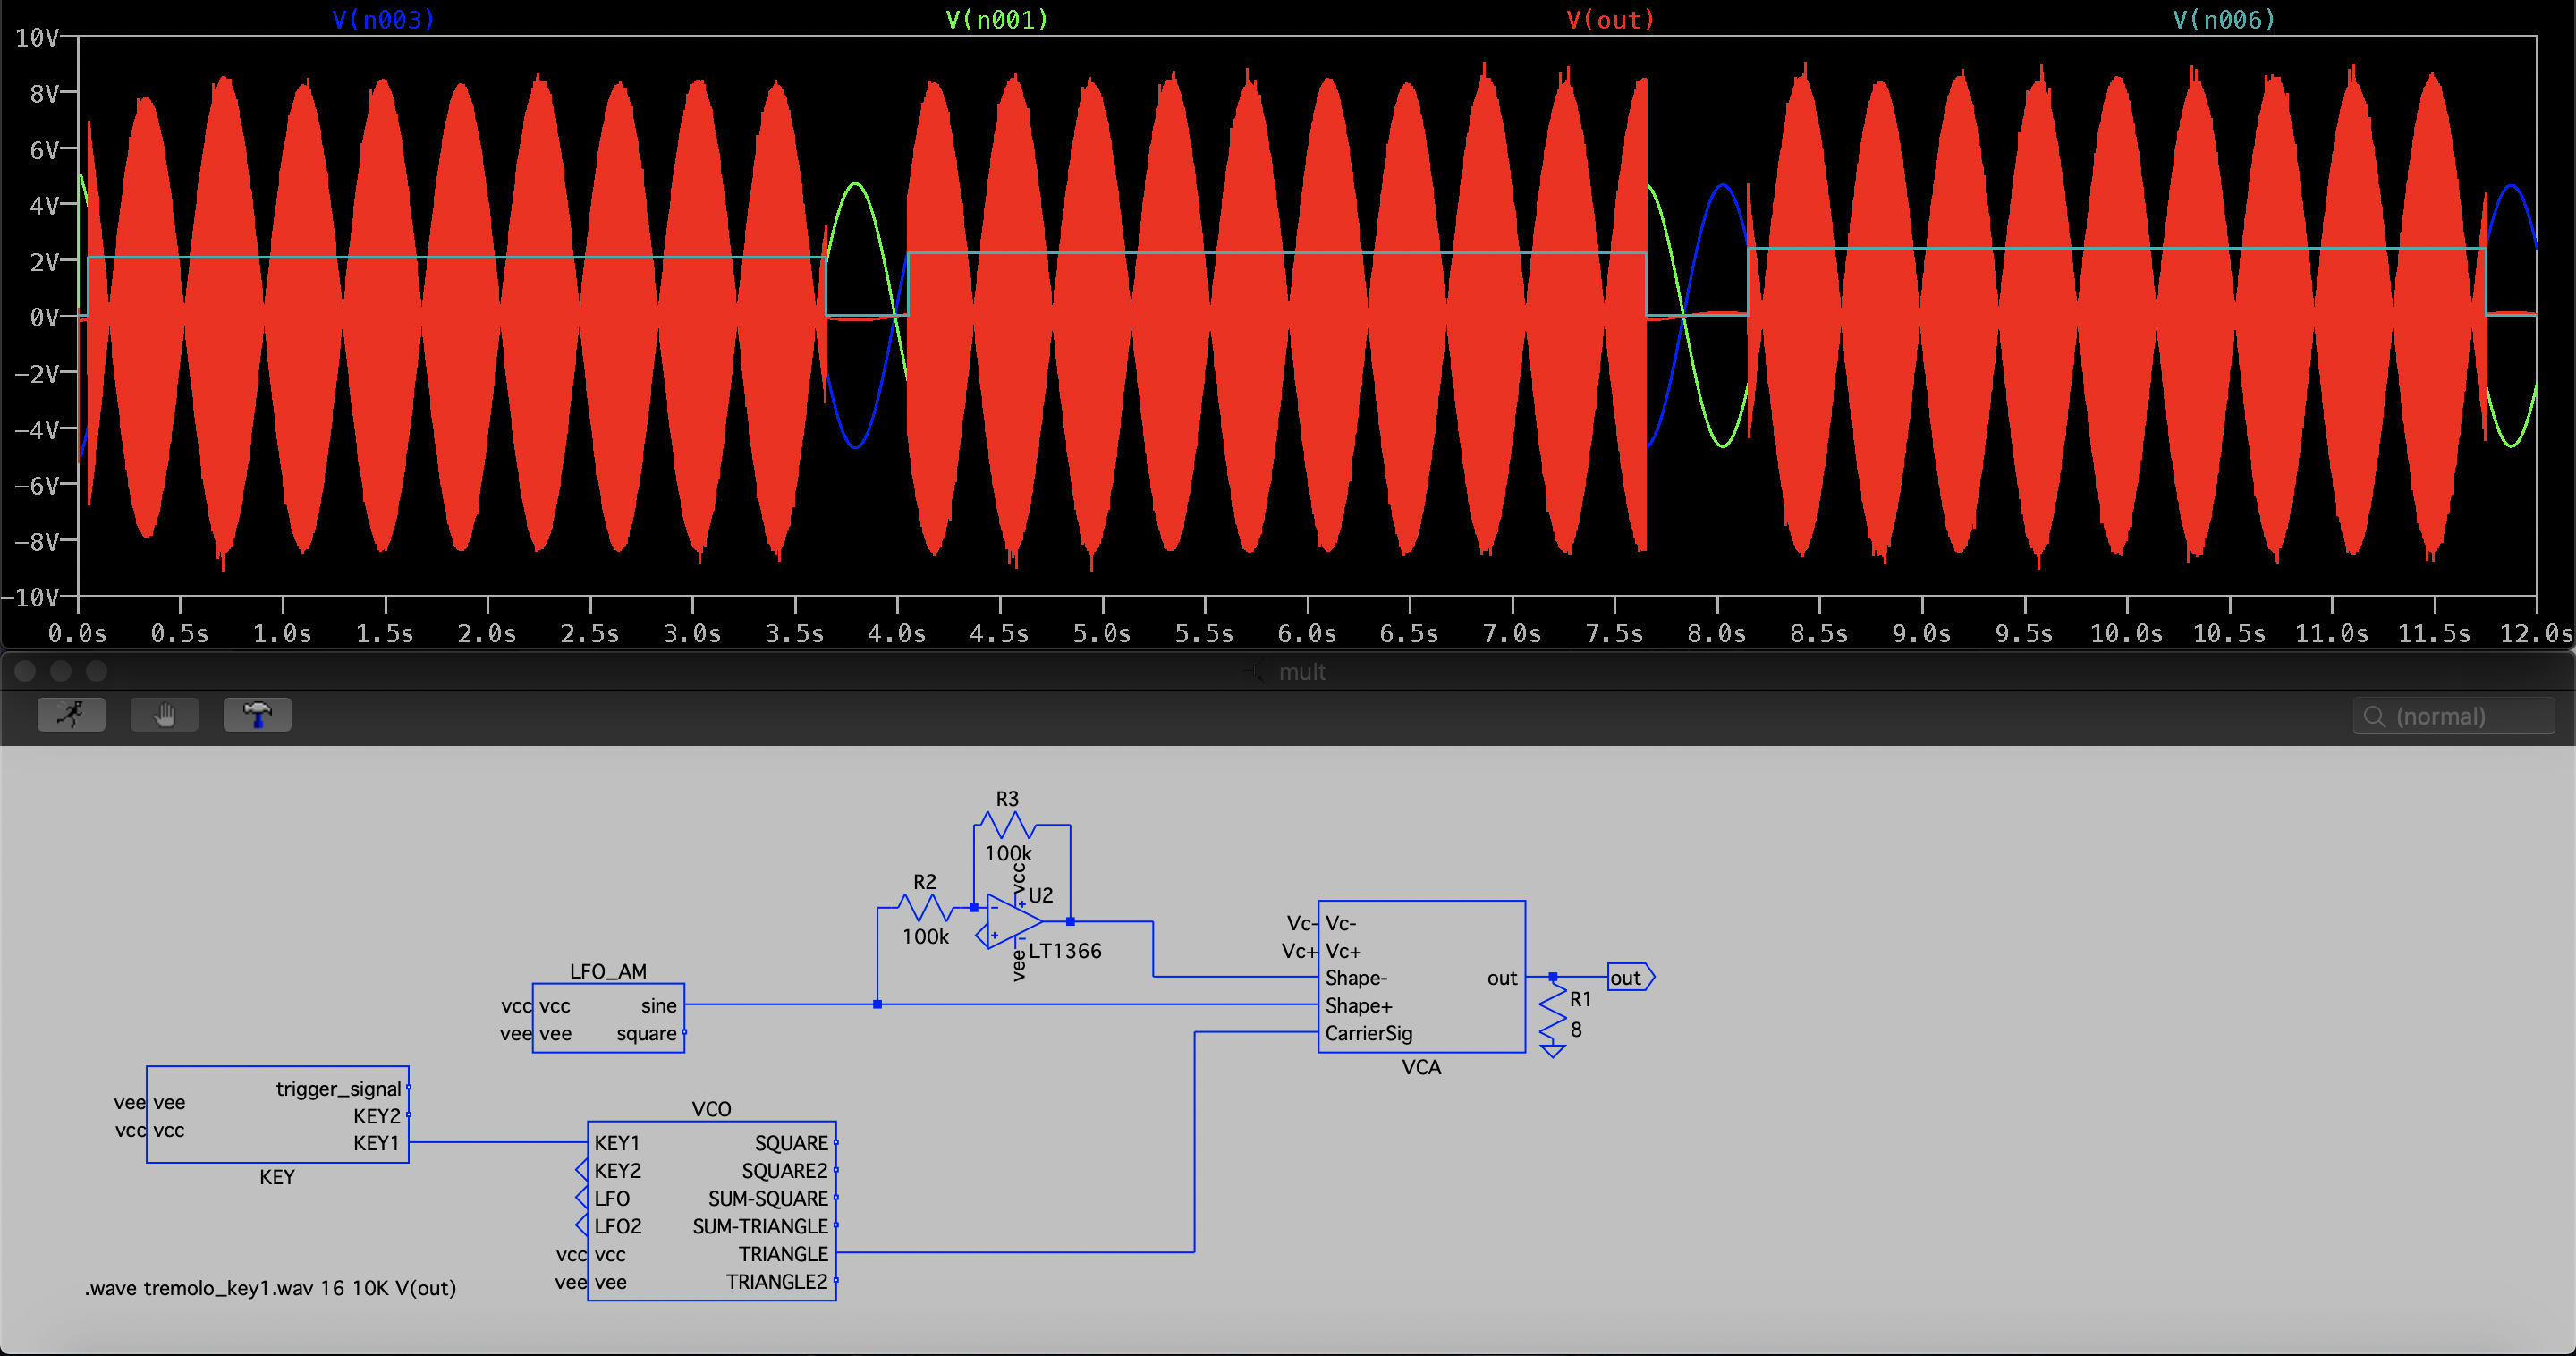 V(n003) V(n001) V(out) V(n006)
10V
8V
6V
4V
2V
0V
-2V
-4V
-6V
-8V
-10V
0.0s 0.5s 1.0s 1.5s 2.0s 2.5s 3.0s 3.5s 4.0s 4.5s 5.0s 5.5s 6.0s 6.5s 7.0s 7.5s 8.0s 8.5s 9.0s 9.5s 10.0s 10.5s 11.0s 11.5s 12.0s
mult
(normal)
R3
100k
R2
100k
vcc
U2
LT1366
vee
LFO_AM
vcc vcc sine
vee vee square
Vc- Vc-
Vc+ Vc+
Shape- out
Shape+
CarrierSig
VCA
out
R1
8
trigger_signal
vee vee
KEY2
vcc vcc
KEY1
KEY
VCO
KEY1 SQUARE
KEY2 SQUARE2
LFO SUM-SQUARE
LFO2 SUM-TRIANGLE
vcc vcc TRIANGLE
vee vee TRIANGLE2
.wave tremolo_key1.wav 16 10K V(out)